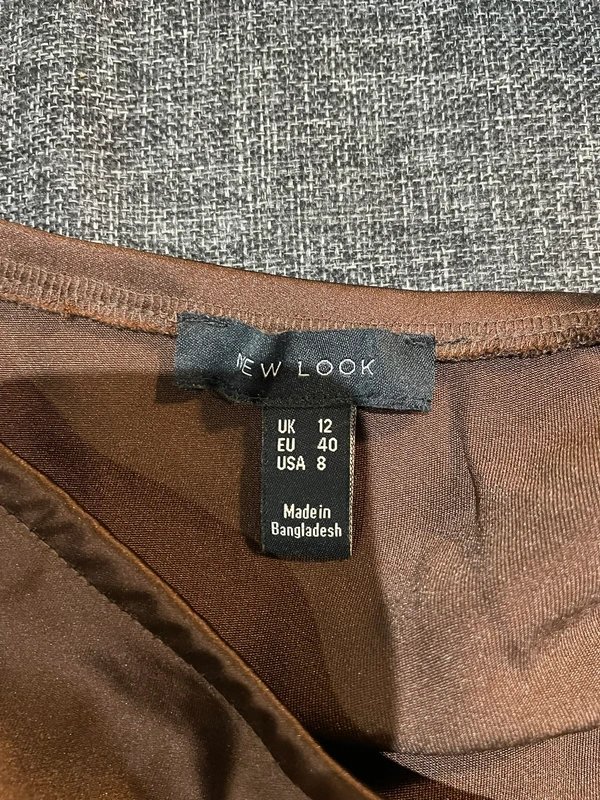 NEW LOOK
UK 12
EU 40
USA 8
Made in
Bangladesh